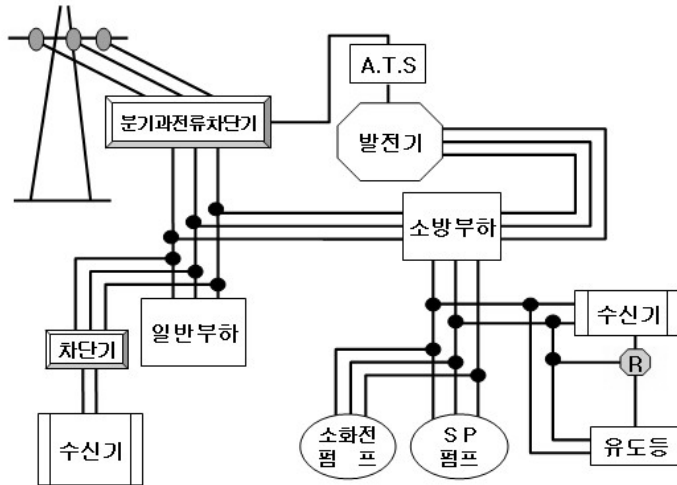 A.T.S
분기과전류차단기
발전기
소방부하
수신기
일반부하
차단기
R
수신기
소화전
펌 프
S P
펌프
유도등